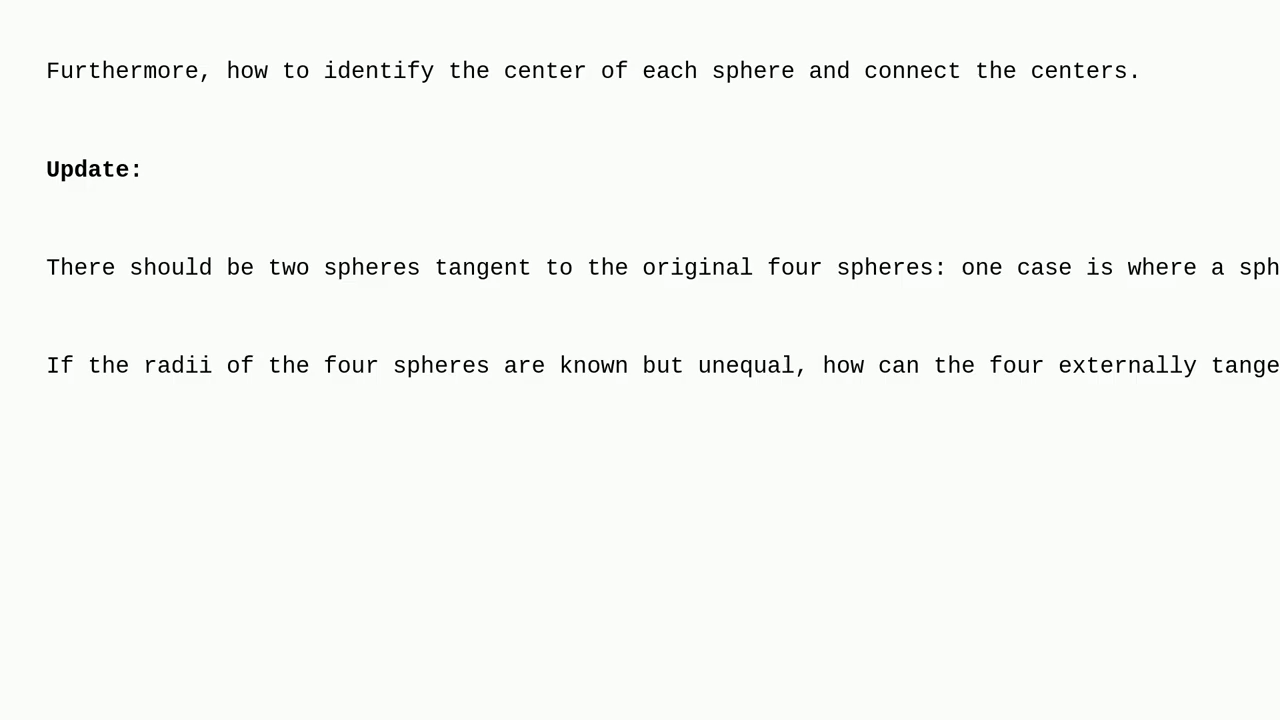 Furthermore, how to identify the center of each sphere and connect the centers.
Update:
There should be two spheres tangent to the original four spheres: one case is where a
If the radii of the four spheres are known but unequal, how can the four externally